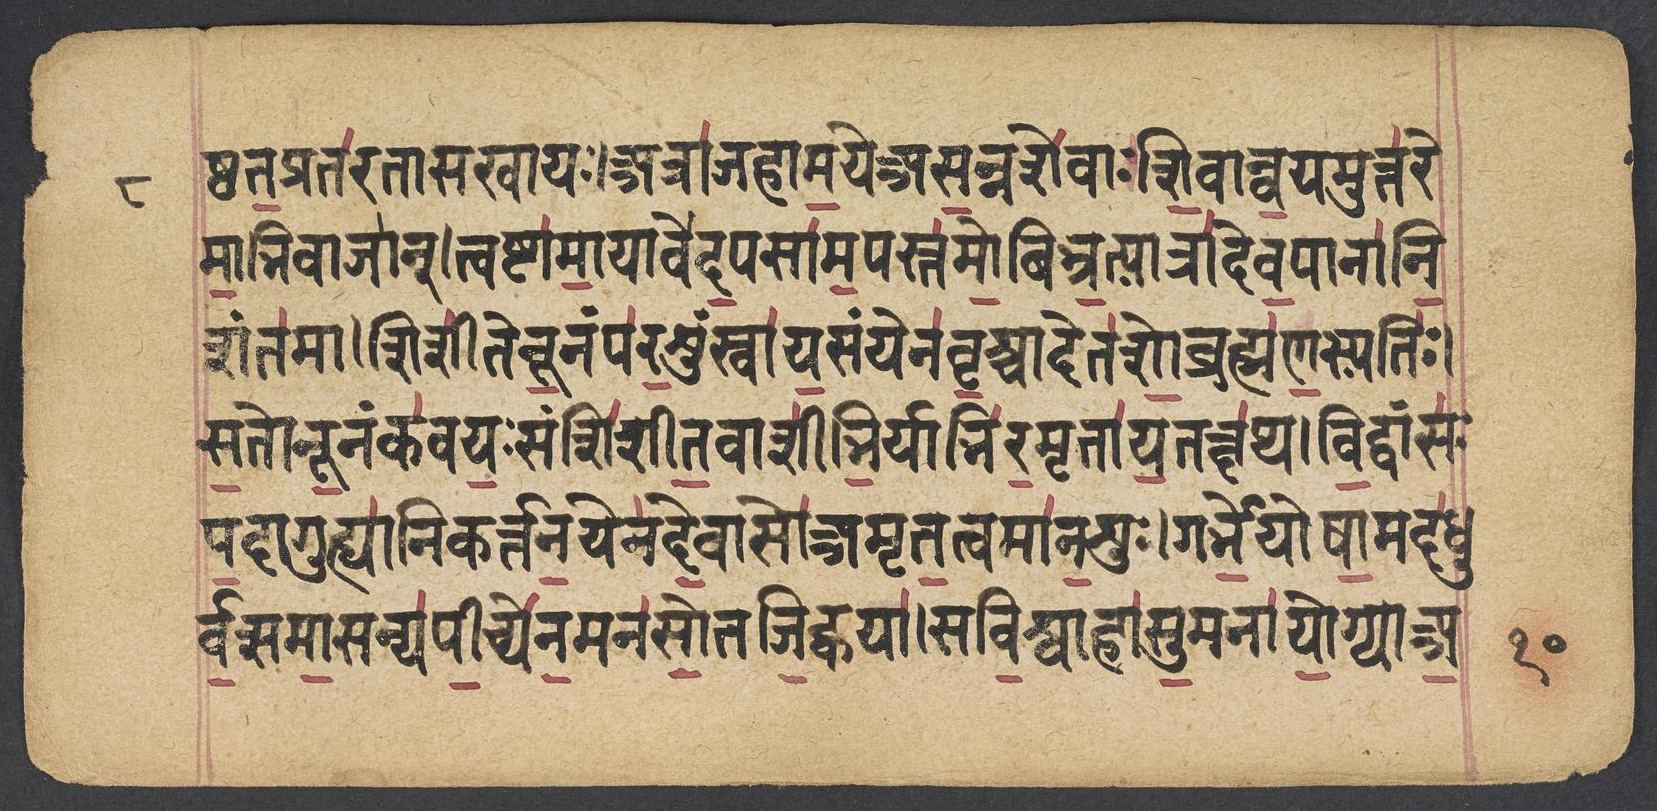 ८
ष्ठतप्रतरतासखायः।अत्राजहामयेअसन्नशेवाःशिवान्वयमुत्तरे
माभिवाजान्।त्वष्टामायावेदपसामपस्तमोबिभ्रत्पात्रादेवपानानि
शंतमा।शिशीतेनूनंपरशुंस्वायसंयेनवृश्चादेतशोब्रह्मणस्पतिः।
सतोनूनंकवयःसंशिशीतवाशीभिर्याभिरमृतायतक्षथ।विद्वांसः
पदागुह्यानिकर्त्तनयेनदेवासोअमृतत्वमानशुः।गर्भेयोषामदधु
र्वत्समासन्यपीच्येनमनसोतजिह्वया।सविश्वाहासुमनायोग्याअ
१०